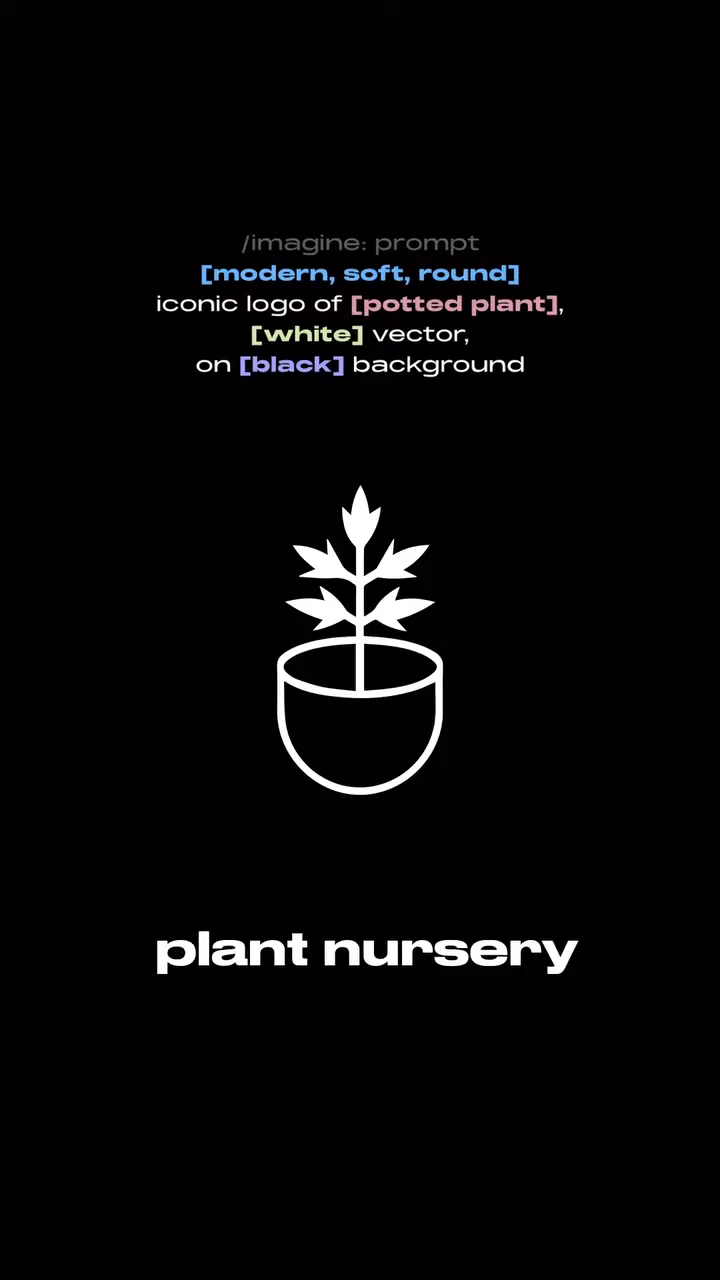 /imagine: prompt
[modern, soft, round]
iconic logo of [potted plant],
[white] vector,
on [black] background
plant nursery